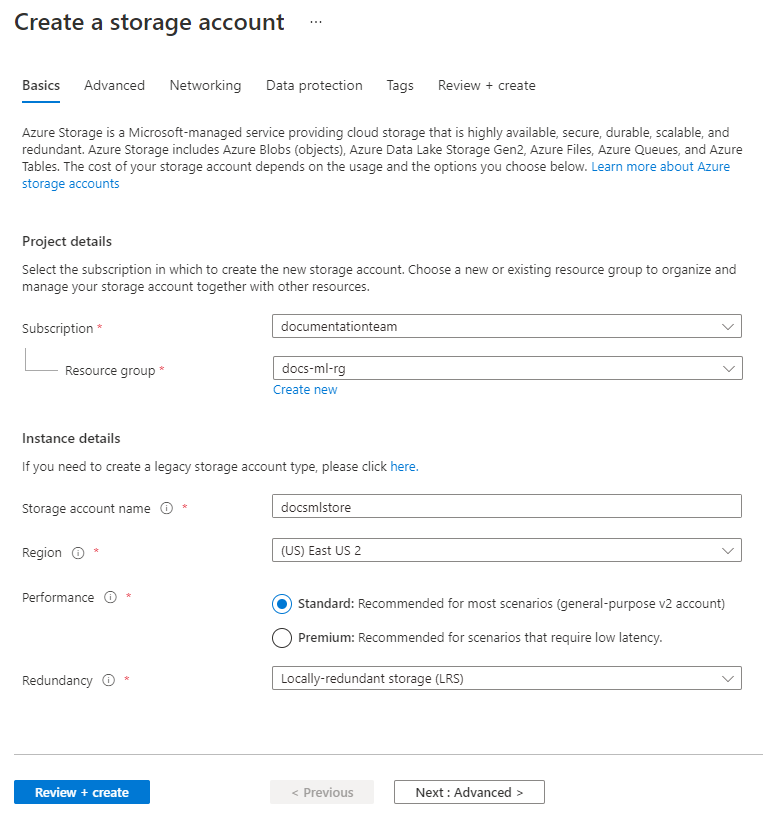 Create a storage account ...
Basics Advanced Networking Data protection Tags Review + create
Azure Storage is a Microsoft-managed service providing cloud storage that is highly available, secure, durable, scalable, and
redundant. Azure Storage includes Azure Blobs (objects), Azure Data Lake Storage Gen2, Azure Files, Azure Queues, and Azure
Tables. The cost of your storage account depends on the usage and the options you choose below. Learn more about Azure
storage accounts
Project details
Select the subscription in which to create the new storage account. Choose a new or existing resource group to organize and
manage your storage account together with other resources.
Subscription * documentationteam
Resource group * docs-ml-rg
Create new
Instance details
If you need to create a legacy storage account type, please click here.
Storage account name * docsmlstore
Region * (US) East US 2
Performance * Standard: Recommended for most scenarios (general-purpose v2 account)
Premium: Recommended for scenarios that require low latency.
Redundancy * Locally-redundant storage (LRS)
Review + create < Previous Next : Advanced >